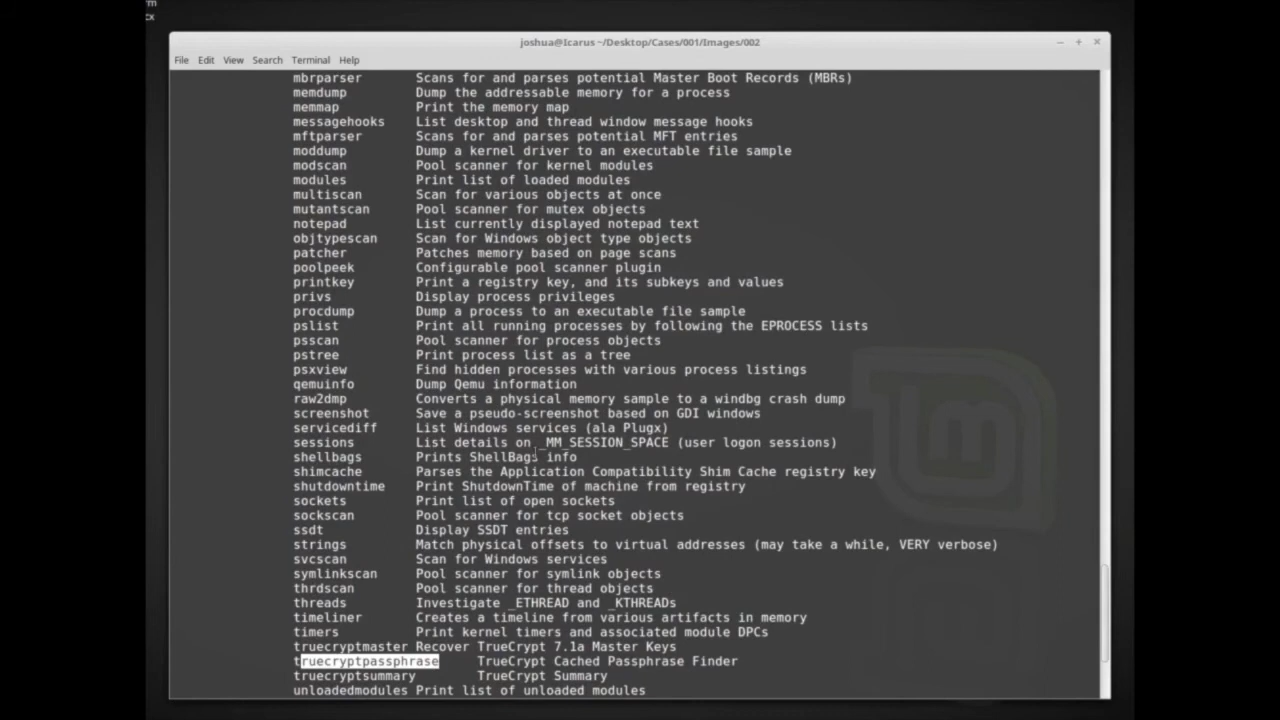 rm
cx
joshua@Icarus ~/Desktop/Cases/001/Images/002
File Edit View Search Terminal Help
mbrparser Scans for and parses potential Master Boot Records (MBRs)
memdump Dump the addressable memory for a process
memmap Print the memory map
messagehooks List desktop and thread window message hooks
mftparser Scans for and parses potential MFT entries
moddump Dump a kernel driver to an executable file sample
modscan Pool scanner for kernel modules
modules Print list of loaded modules
multiscan Scan for various objects at once
mutantscan Pool scanner for mutex objects
notepad List currently displayed notepad text
objtypescan Scan for Windows object type objects
patcher Patches memory based on page scans
poolpeek Configurable pool scanner plugin
printkey Print a registry key, and its subkeys and values
privs Display process privileges
procdump Dump a process to an executable file sample
pslist Print all running processes by following the EPROCESS lists
psscan Pool scanner for process objects
pstree Print process list as a tree
psxview Find hidden processes with various process listings
qemuinfo Dump Qemu information
raw2dmp Converts a physical memory sample to a windbg crash dump
screenshot Save a pseudo-screenshot based on GDI windows
servicediff List Windows services (ala Plugx)
sessions List details on _MM_SESSION_SPACE (user logon sessions)
shellbags Prints ShellBags info
shimcache Parses the Application Compatibility Shim Cache registry key
shutdowntime Print ShutdownTime of machine from registry
sockets Print list of open sockets
sockscan Pool scanner for tcp socket objects
ssdt Display SSDT entries
strings Match physical offsets to virtual addresses (may take a while, VERY verbose)
svcscan Scan for Windows services
symlinkscan Pool scanner for symlink objects
thrdscan Pool scanner for thread objects
threads Investigate _ETHREAD and _KTHREADs
timeliner Creates a timeline from various artifacts in memory
timers Print kernel timers and associated module DPCs
truecryptmaster Recover TrueCrypt 7.1a Master Keys
truecryptpassphrase TrueCrypt Cached Passphrase Finder
truecryptsummary TrueCrypt Summary
unloadedmodules Print list of unloaded modules